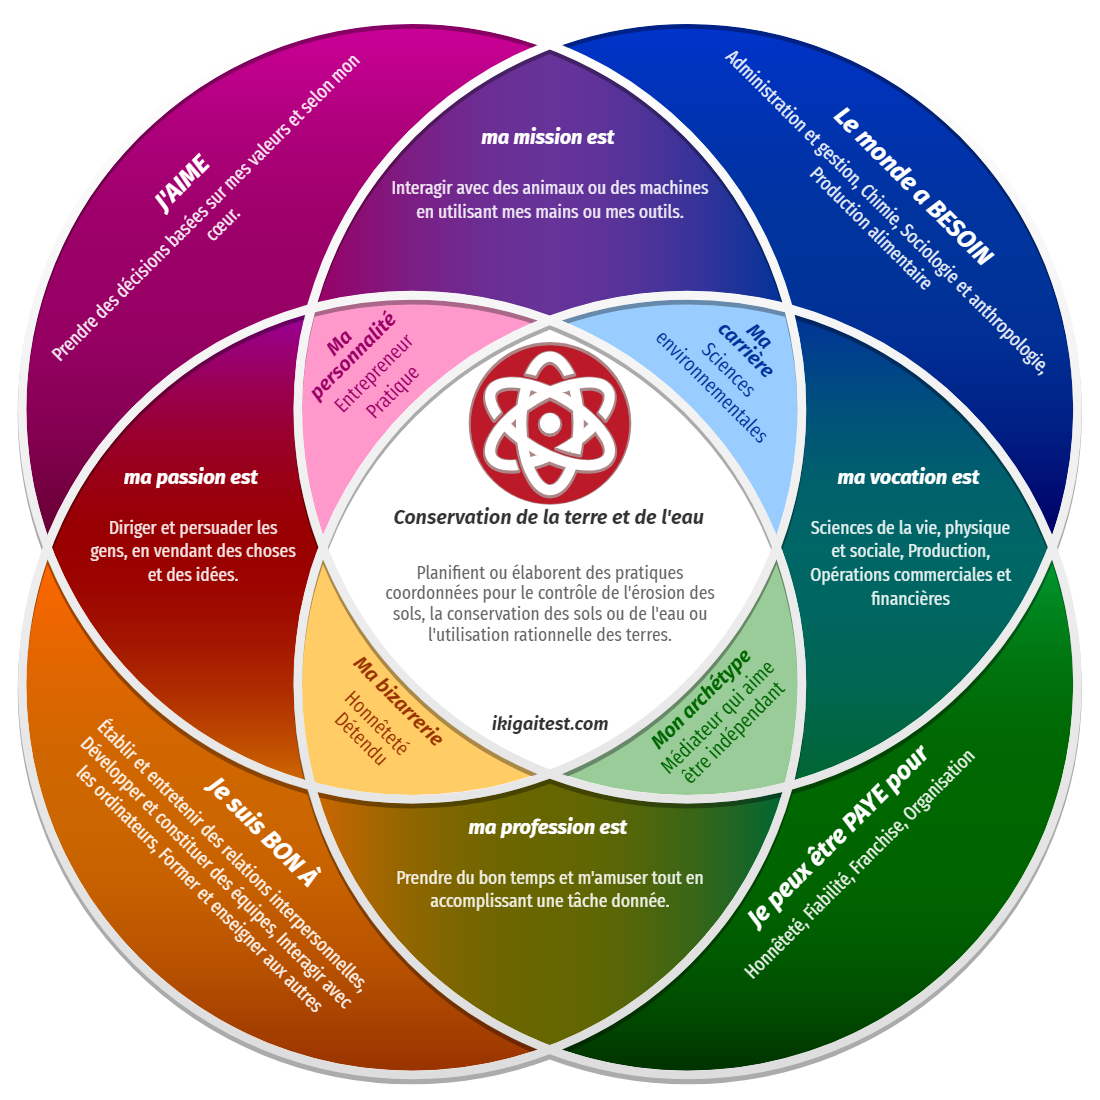 J'AIME
Prendre des décisions basées sur mes valeurs et selon mon
cœur.
ma mission est
Interagir avec des animaux ou des machines
en utilisant mes mains ou mes outils.
Le monde a BESOIN
Administration et gestion, Chimie, Sociologie et anthropologie,
Production alimentaire
Ma
personnalité
Entrepreneur
Pratique
Ma
carrière
Sciences
environnementales
ma passion est
Diriger et persuader les
gens, en vendant des choses
et des idées.
Conservation de la terre et de l'eau
Planifient ou élaborent des pratiques
coordonnées pour le contrôle de l'érosion des
sols, la conservation des sols ou de l'eau ou
l'utilisation rationnelle des terres.
ikigaitest.com
ma vocation est
Sciences de la vie, physique
et sociale, Production,
Opérations commerciales et
financières
Ma bizarrerie
Honnêteté
Détendu
Mon archétype
Médiateur qui aime
être indépendant
Je suis BON À
Établir et entretenir des relations interpersonnelles,
Développer et constituer des équipes, Interagir avec
les ordinateurs, Former et enseigner aux autres
ma profession est
Prendre du bon temps et m'amuser tout en
accomplissant une tâche donnée.
Je peux être PAYE pour
Honnêteté, Fiabilité, Franchise, Organisation